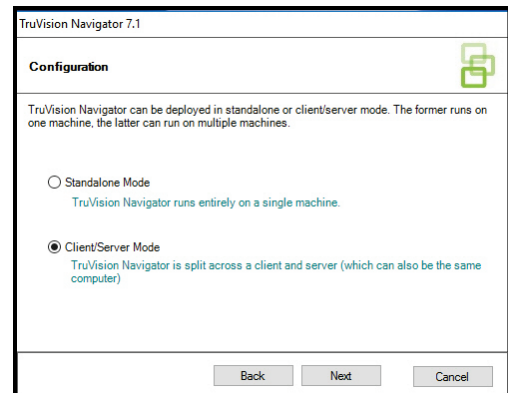 TruVision Navigator 7.1
Configuration
TruVision Navigator can be deployed in standalone or client/server mode. The former runs on
one machine, the latter can run on multiple machines.
Standalone Mode
TruVision Navigator runs entirely on a single machine.
Client/Server Mode
TruVision Navigator is split across a client and server (which can also be the same
computer)
Back Next Cancel